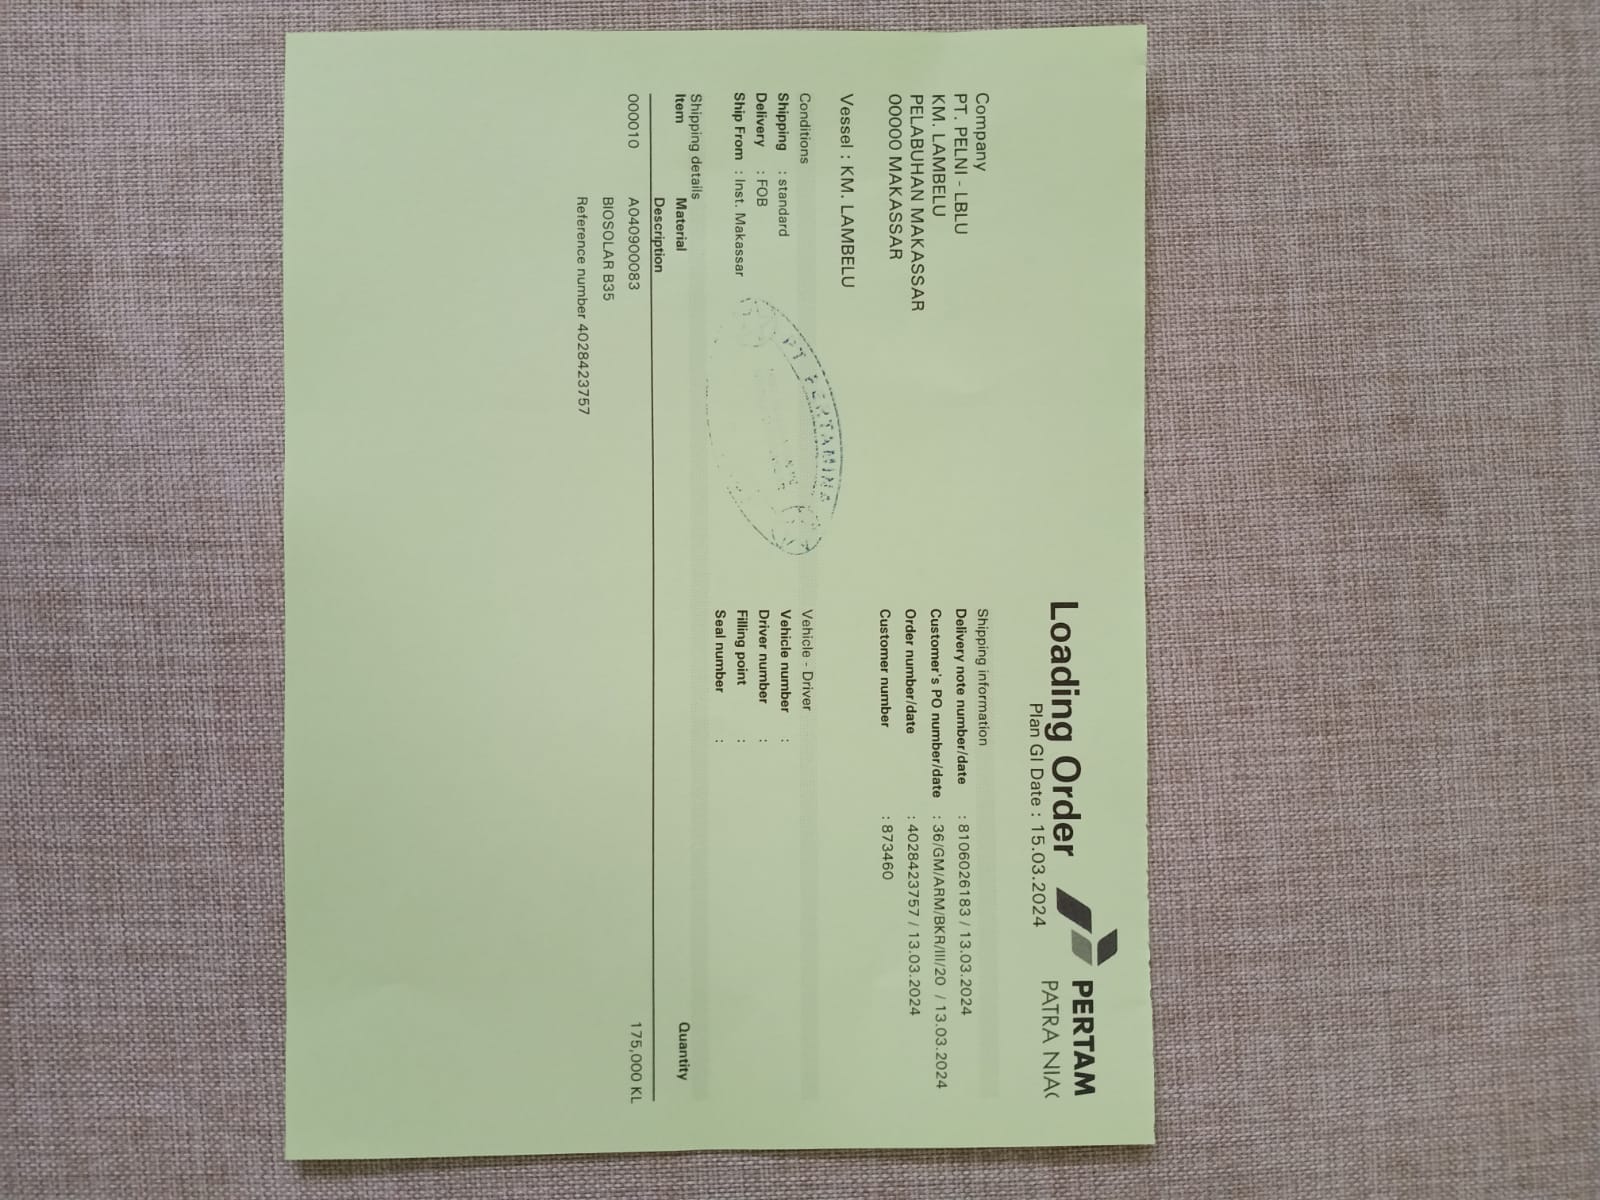 Loading Order
Plan GI Date : 15.03.2024
PERTAM
PATRA NIA
Company
PT. PELNI - LBLU
KM. LAMBELU
PELABUHAN MAKASSAR
00000 MAKASSAR
Vessel : KM. LAMBELU
Shipping information
Delivery note number/date : 8106026183 / 13.03.2024
Customer's PO number/date : 36/GM/ARM/BKR/III/20 / 13.03.2024
Order number/date : 4028423757 / 13.03.2024
Customer number : 873460
Conditions
Shipping : standard
Delivery : FOB
Ship From : Inst. Makassar
Vehicle - Driver
Vehicle number :
Driver number :
Filling point :
Seal number :
PT. PERTAMINA
Shipping details
Item Material Quantity
Description
000010 A040900083 175,000 KL
BIOSOLAR B35
Reference number 4028423757